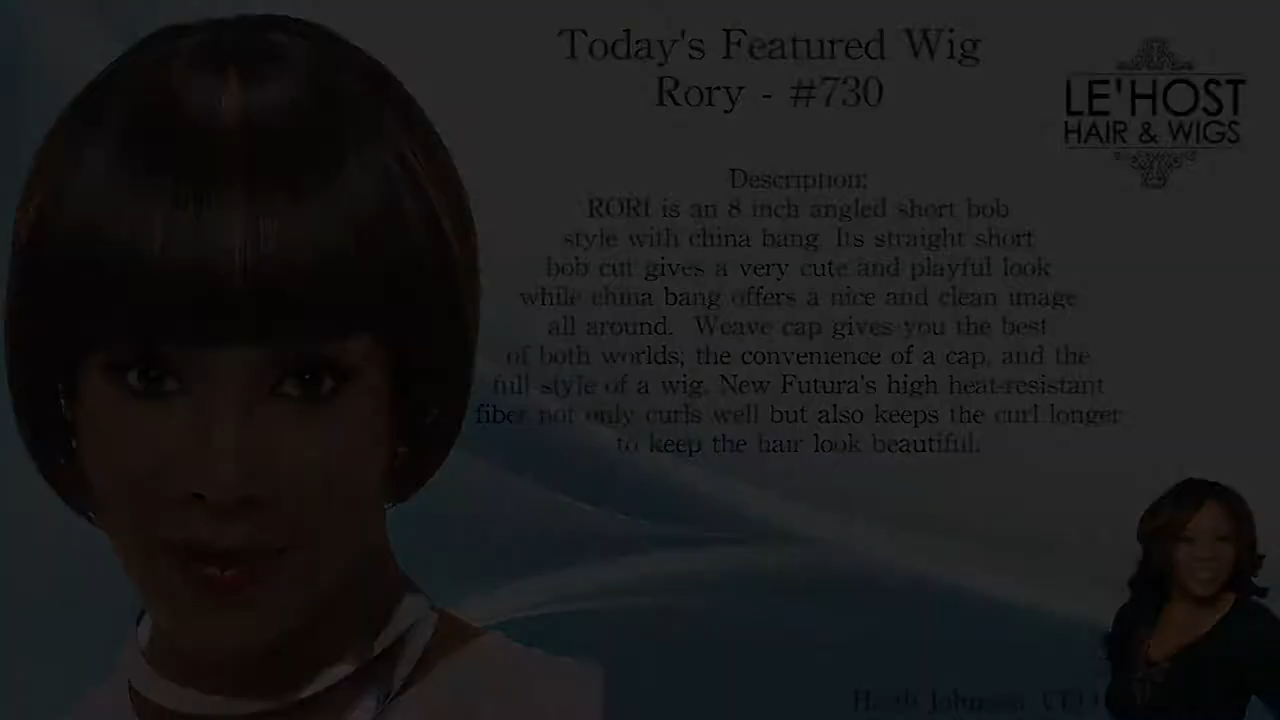 Today's Featured Wig
Rory - #730
LE'HOST
HAIR & WIGS
Description:
RORI is an 8 inch angled short bob
style with china bang. Its straight short
bob cut gives a very cute and playful look
while china bang offers a nice and clean image
all around. Weave cap gives you the best
of both worlds; the convenience of a cap, and the
full style of a wig. New Futura's high heat-resistant
fiber not only curls well but also keeps the curl longer
to keep the hair look beautiful.
Johnson,